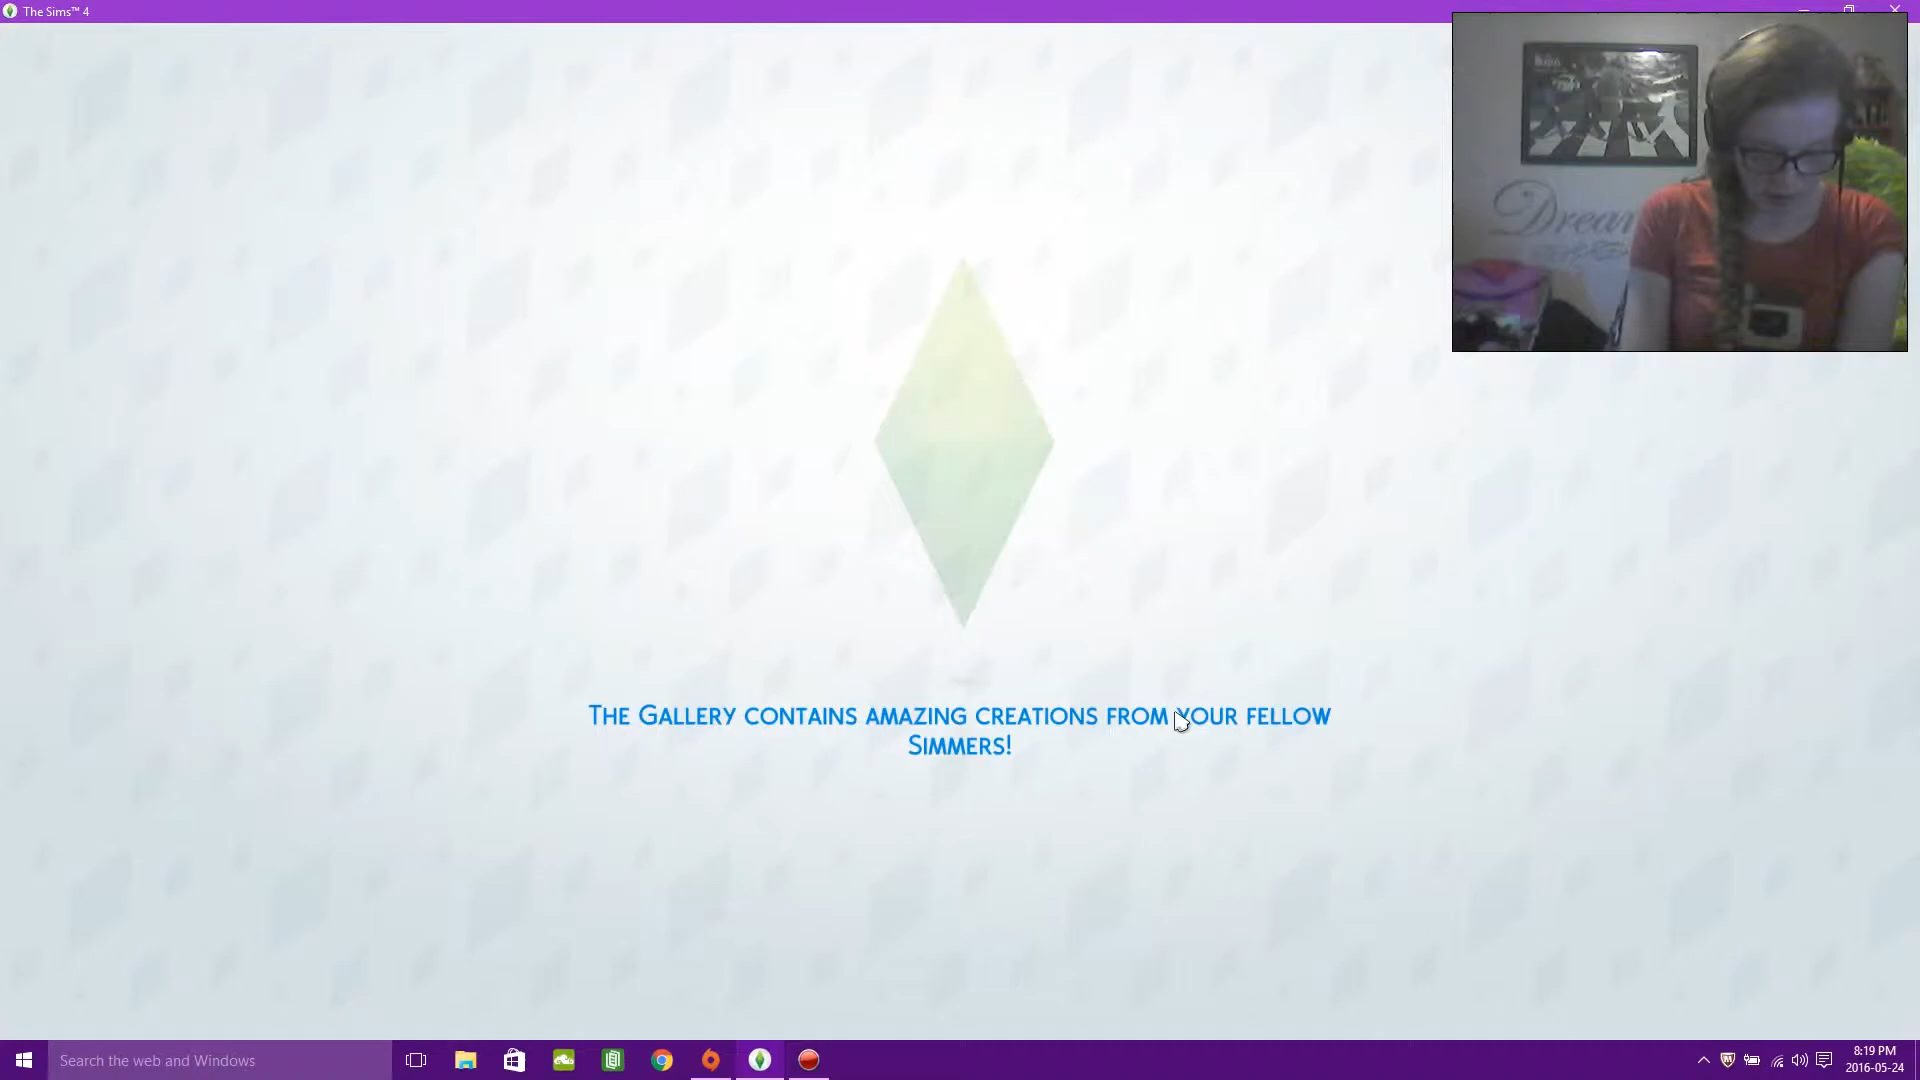 The Sims™ 4
Drea
The Gallery contains amazing creations from your fellow
Simmers!
Search the web and Windows
8:19 PM
2016-05-24